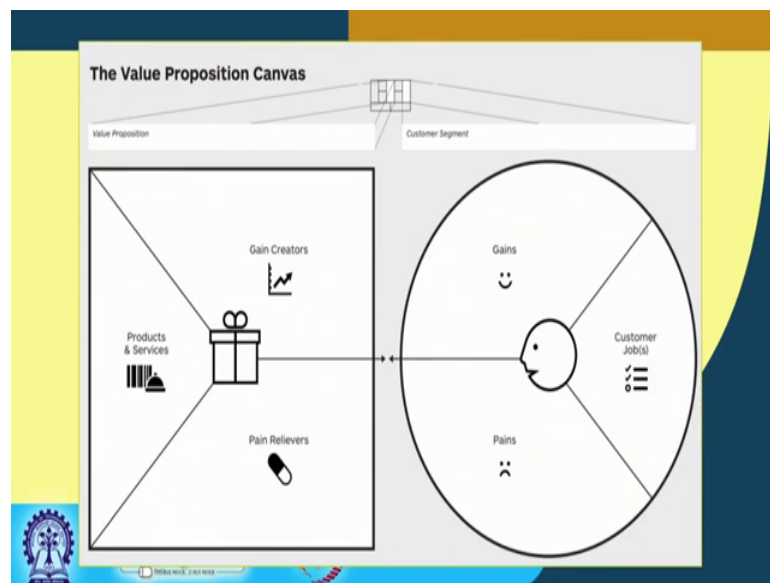 The Value Proposition Canvas
Value Proposition
Customer Segment
Gain Creators
Gains
Products
& Services
Customer
Job(s)
Pain Relievers
Pains